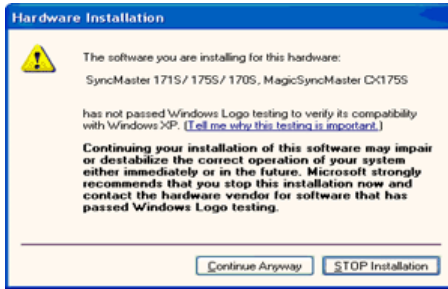 Hardware Installation
The software you are installing for this hardware:
SyncMaster 171S/ 175S/ 170S, MagicSyncMaster CX175S
has not passed Windows Logo testing to verify its compatibility
with Windows XP. (Tell me why this testing is important.)
Continuing your installation of this software may impair
or destabilize the correct operation of your system
either immediately or in the future. Microsoft strongly
recommends that you stop this installation now and
contact the hardware vendor for software that has
passed Windows Logo testing.
Continue Anyway
STOP Installation